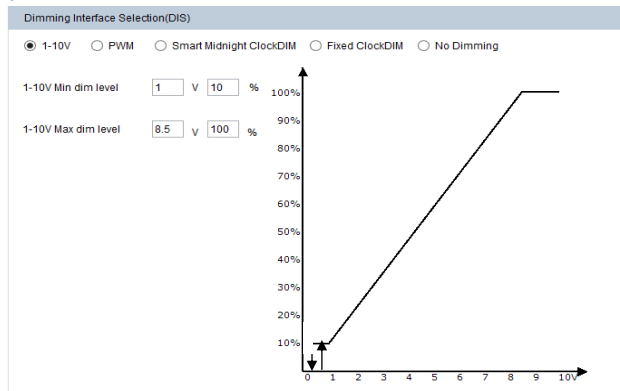 Dimming Interface Selection(DIS)
1-10V PWM Smart Midnight ClockDIM Fixed ClockDIM No Dimming
1-10V Min dim level 1 V 10 %
1-10V Max dim level 8.5 V 100 %
100%
90%
80%
70%
60%
50%
40%
30%
20%
10%
0 1 2 3 4 5 6 7 8 9 10V